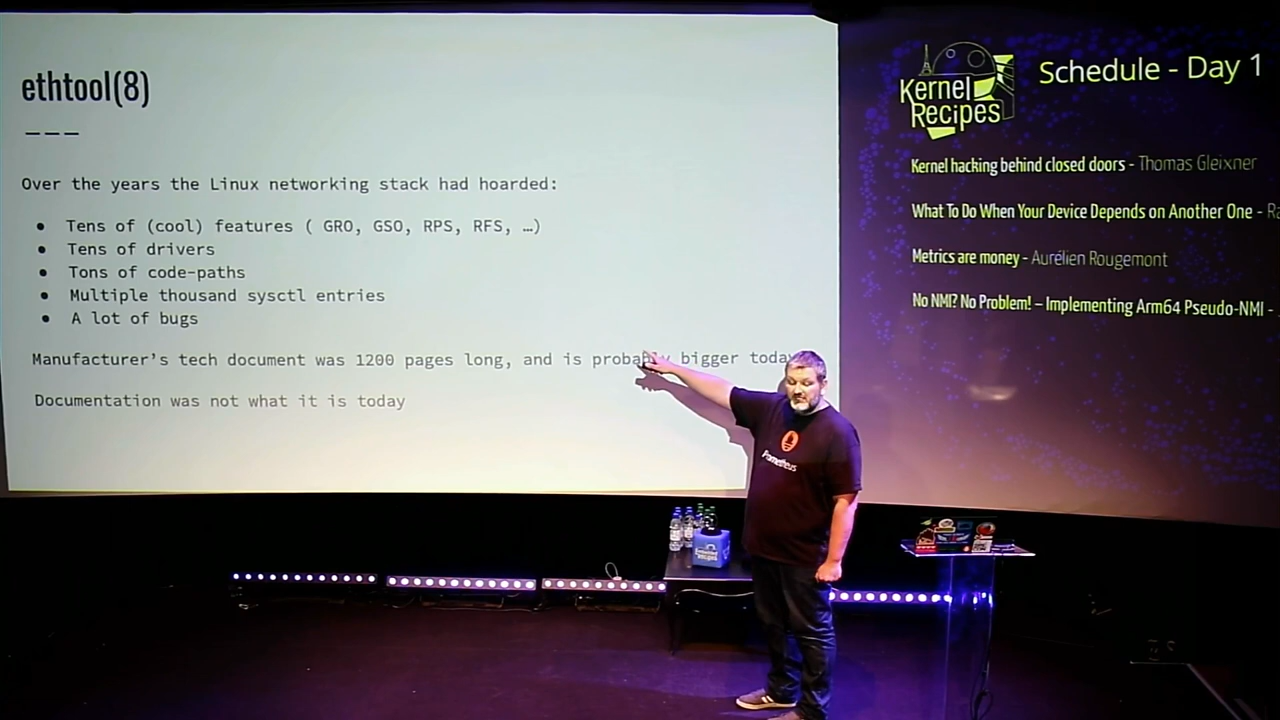 ethtool(8)
———
Over the years the Linux networking stack had hoarded:
● Tens of (cool) features ( GRO, GSO, RPS, RFS, …)
● Tens of drivers
● Tons of code-paths
● Multiple thousand sysctl entries
● A lot of bugs
Manufacturer's tech document was 1200 pages long, and is probably bigger today
Documentation was not what it is today
Kernel
Recipes
Schedule - Day 1
Kernel hacking behind closed doors - Thomas Gleixner
What To Do When Your Device Depends on Another One - Ra
Metrics are money - Aurélien Rougemont
No NMI? No Problem! – Implementing Arm64 Pseudo-NMI -
Prometheus
Embedded
Recipes